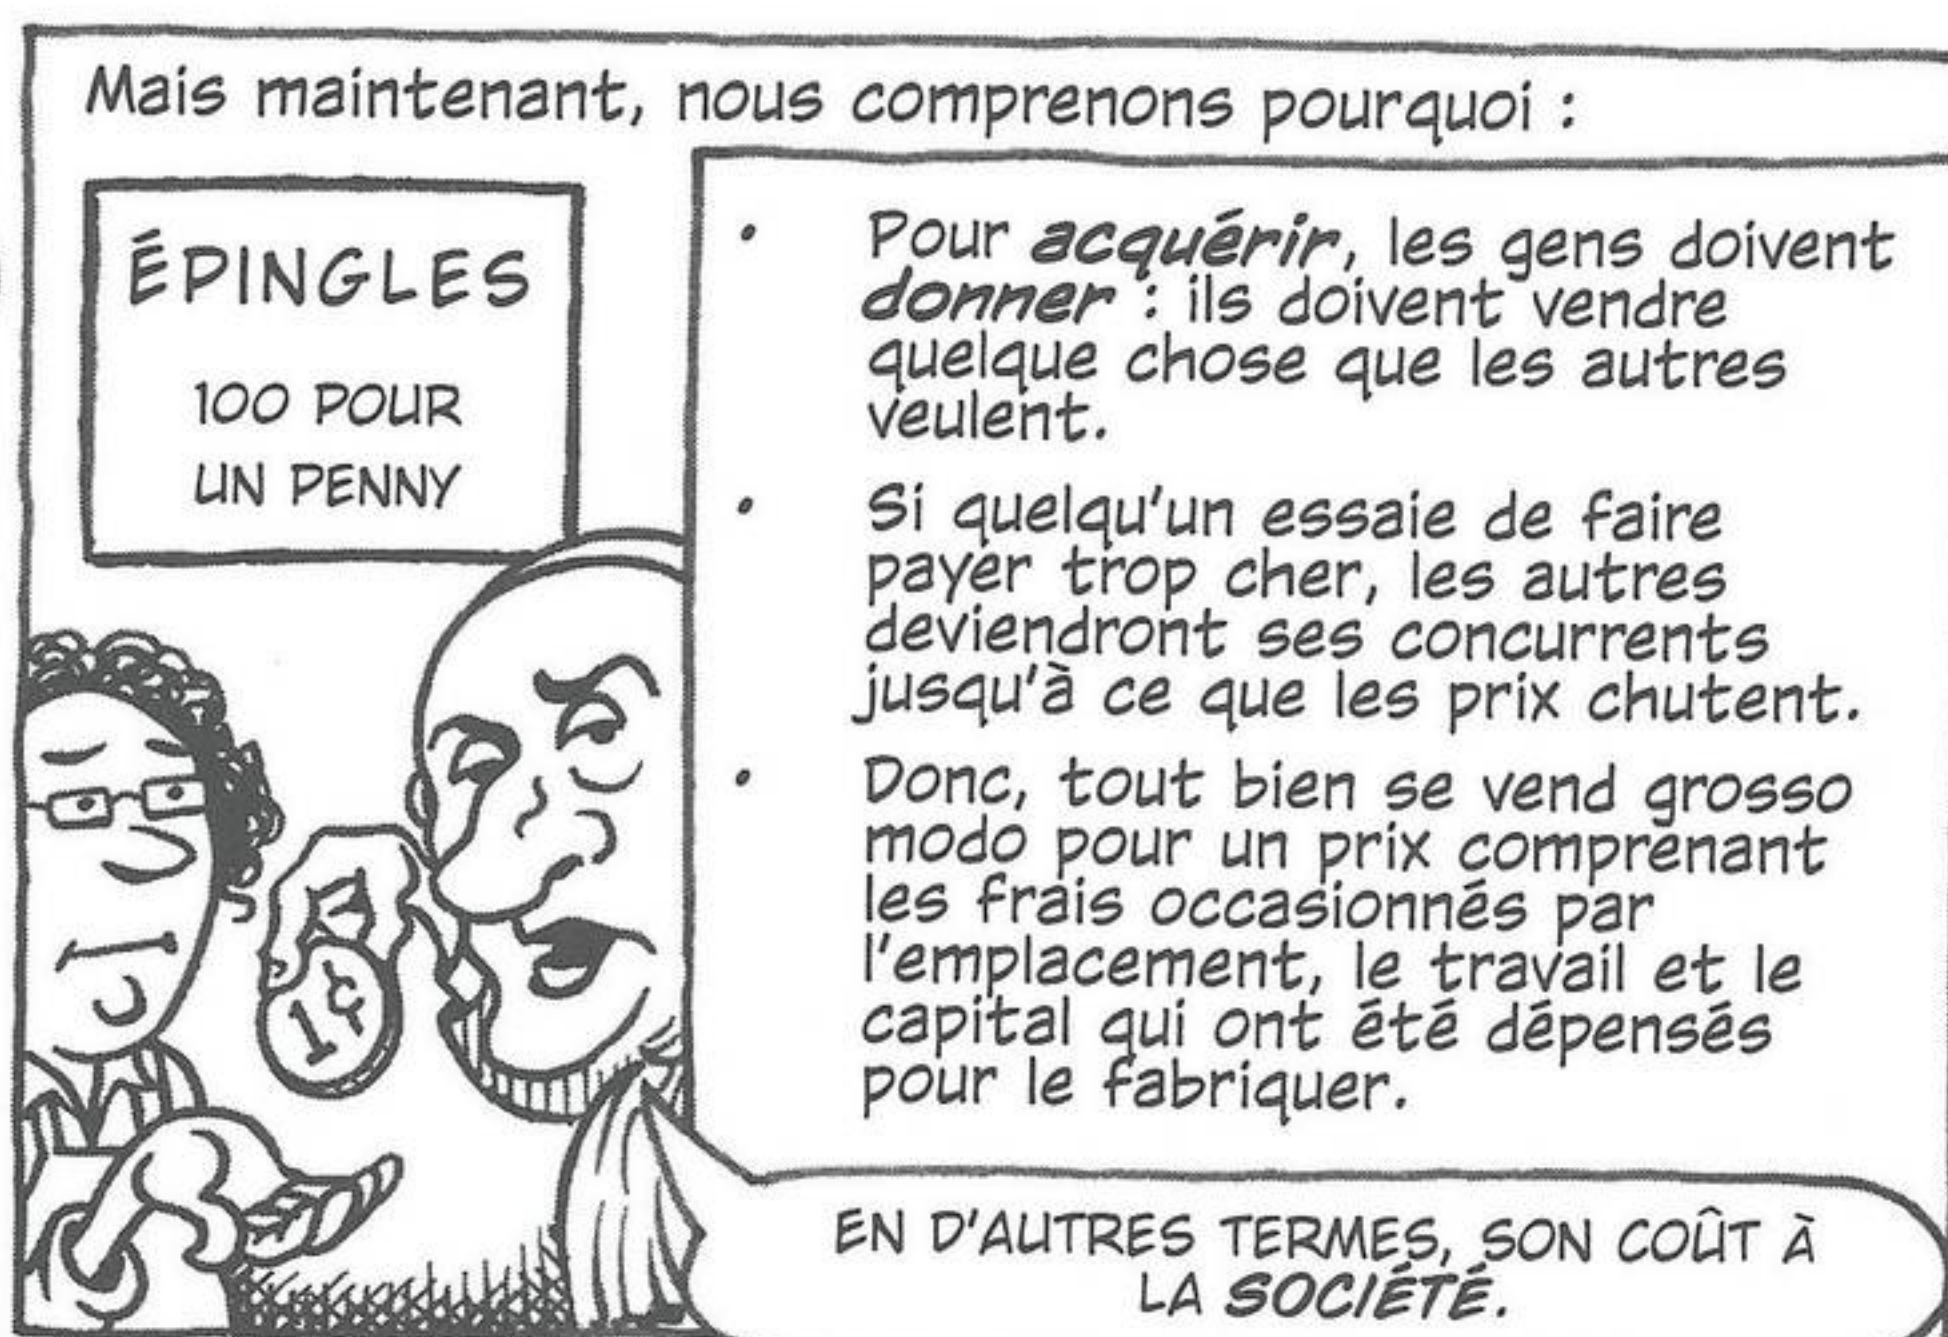 Mais maintenant, nous comprenons pourquoi :
ÉPINGLES
100 POUR
UN PENNY
• Pour acquérir, les gens doivent
donner : ils doivent vendre
quelque chose que les autres
veulent.
• Si quelqu'un essaie de faire
payer trop cher, les autres
deviendront ses concurrents
jusqu'à ce que les prix chutent.
• Donc, tout bien se vend grosso
modo pour un prix comprenant
les frais occasionnés par
l'emplacement, le travail et le
capital qui ont été dépensés
pour le fabriquer.
1¢
EN D'AUTRES TERMES, SON COÛT À
LA SOCIÉTÉ.